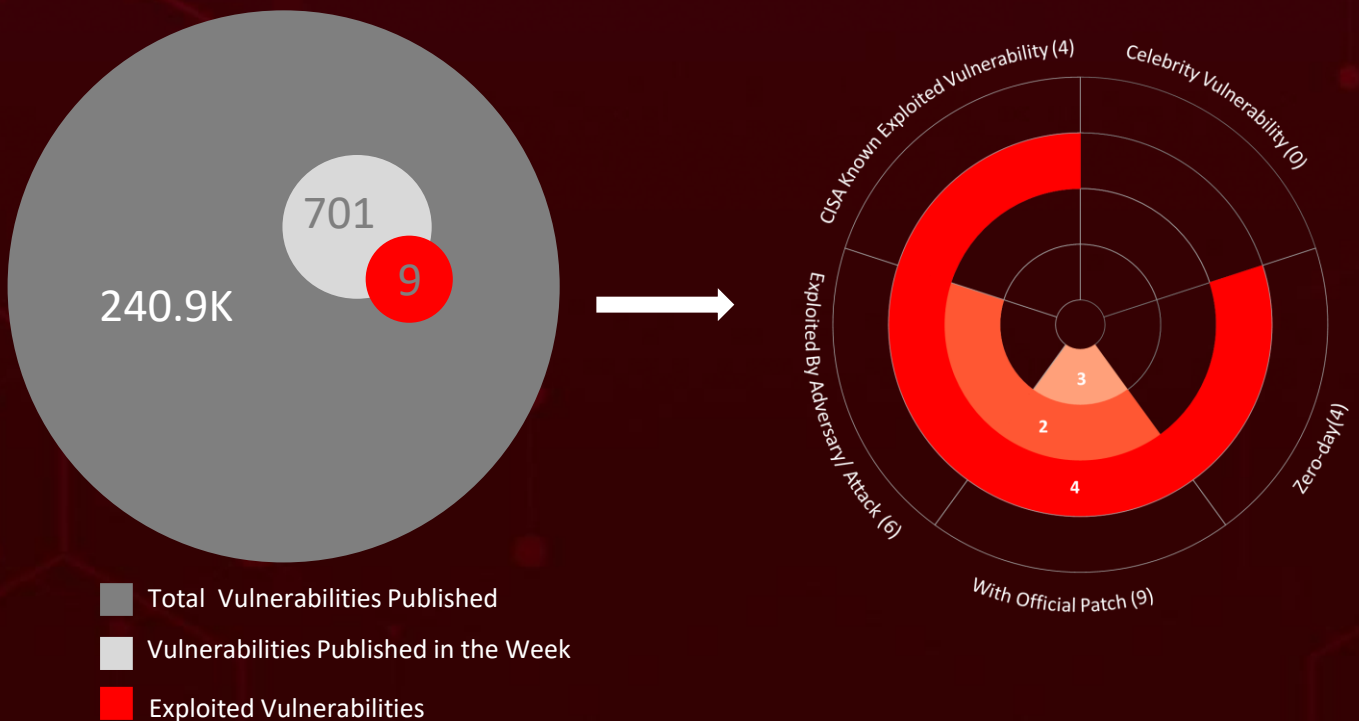 240.9K
701
9
Total Vulnerabilities Published
Vulnerabilities Published in the Week
Exploited Vulnerabilities
CISA Known Exploited Vulnerability (4)
Celebrity Vulnerability (0)
Exploited By Adversary/ Attack (6)
Zero-day(4)
With Official Patch (9)
3
2
4